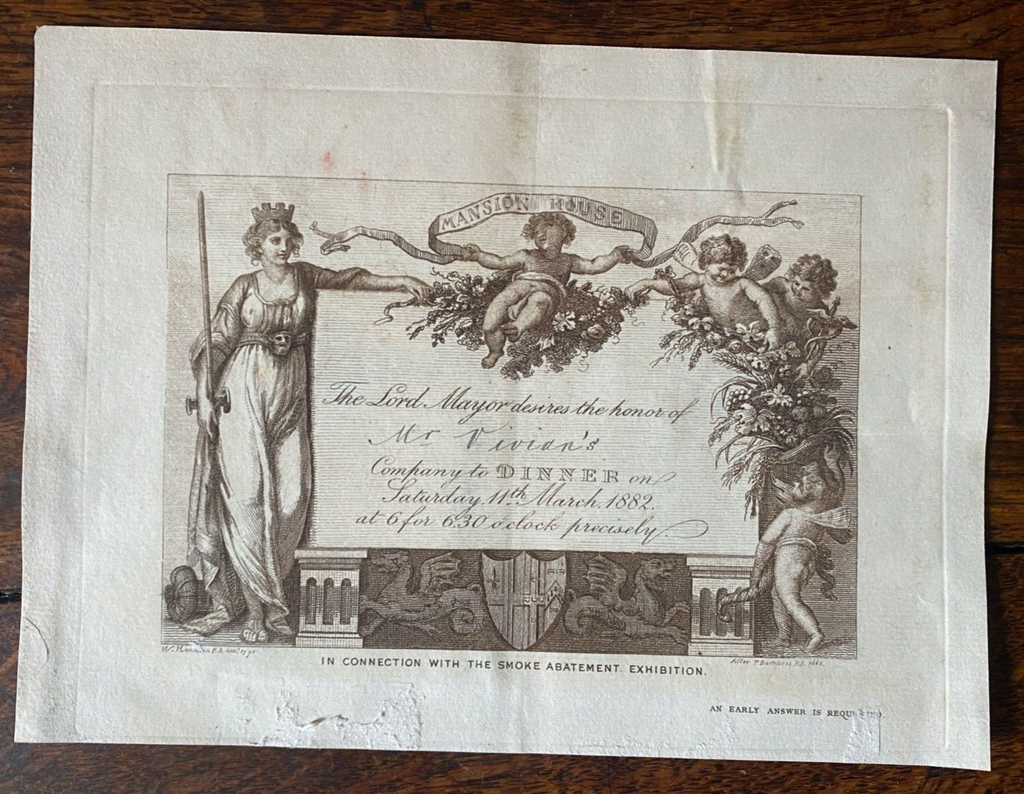 MANSION HOUSE
The Lord Mayor desires the honor of
Mr Vivian's
Company to DINNER on
Saturday, 11th March, 1882.
at 6 for 6.30 o'clock precisely.
IN CONNECTION WITH THE SMOKE ABATEMENT EXHIBITION.
AN EARLY ANSWER IS